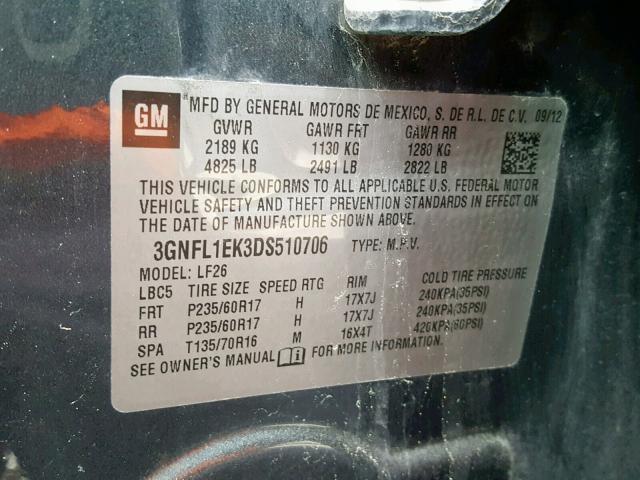 GM
MFD BY GENERAL MOTORS DE MEXICO, S. DE R.L. DE C.V. 09/12
GVWR GAWR FRT GAWR RR
2189 KG 1130 KG 1280 KG
4825 LB 2491 LB 2822 LB
THIS VEHICLE CONFORMS TO ALL APPLICABLE U.S. FEDERAL MOTOR
VEHICLE SAFETY AND THEFT PREVENTION STANDARDS IN EFFECT ON
THE DATE OF MANUFACTURE SHOWN ABOVE.
3GNFL1EK3DS510706 TYPE: M.P.V.
MODEL: LF26
LBC5 TIRE SIZE SPEED RTG RIM COLD TIRE PRESSURE
FRT P235/60R17 H 17X7J 240KPA(35PSI)
RR P235/60R17 H 17X7J 240KPA(35PSI)
SPA T135/70R16 M 16X4T 420KPA(60PSI)
SEE OWNER'S MANUAL FOR MORE INFORMATION.